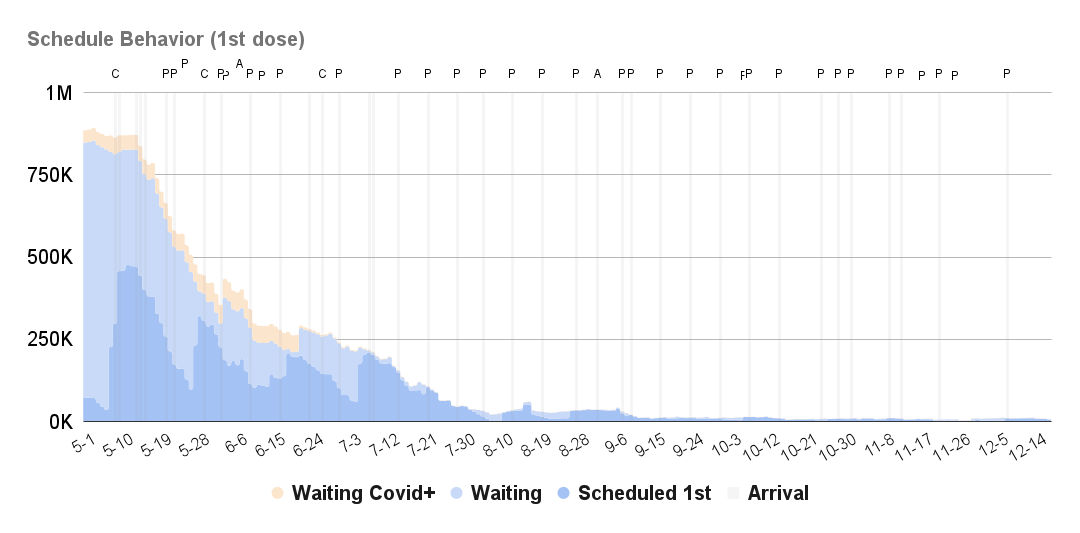 Schedule Behavior (1st dose)
C P P P C P P A P P P C P P P P P P P P A P P P P P P P P P P P P P P P P P
1M
750K
500K
250K
0K
5-1 5-10 5-19 5-28 6-6 6-15 6-24 7-3 7-12 7-21 7-30 8-10 8-19 8-28 9-6 9-15 9-24 10-3 10-12 10-21 10-30 11-8 11-17 11-26 12-5 12-14
Waiting Covid+ Waiting Scheduled 1st Arrival